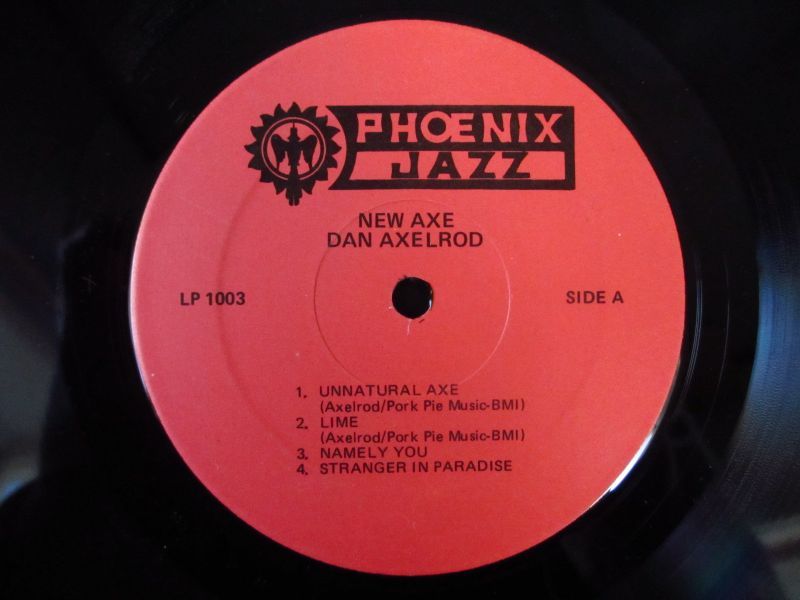 PHŒNIX
JAZZ
NEW AXE
DAN AXELROD
LP 1003
SIDE A
1. UNNATURAL AXE
(Axelrod/Pork Pie Music-BMI)
2. LIME
(Axelrod/Pork Pie Music-BMI)
3. NAMELY YOU
4. STRANGER IN PARADISE